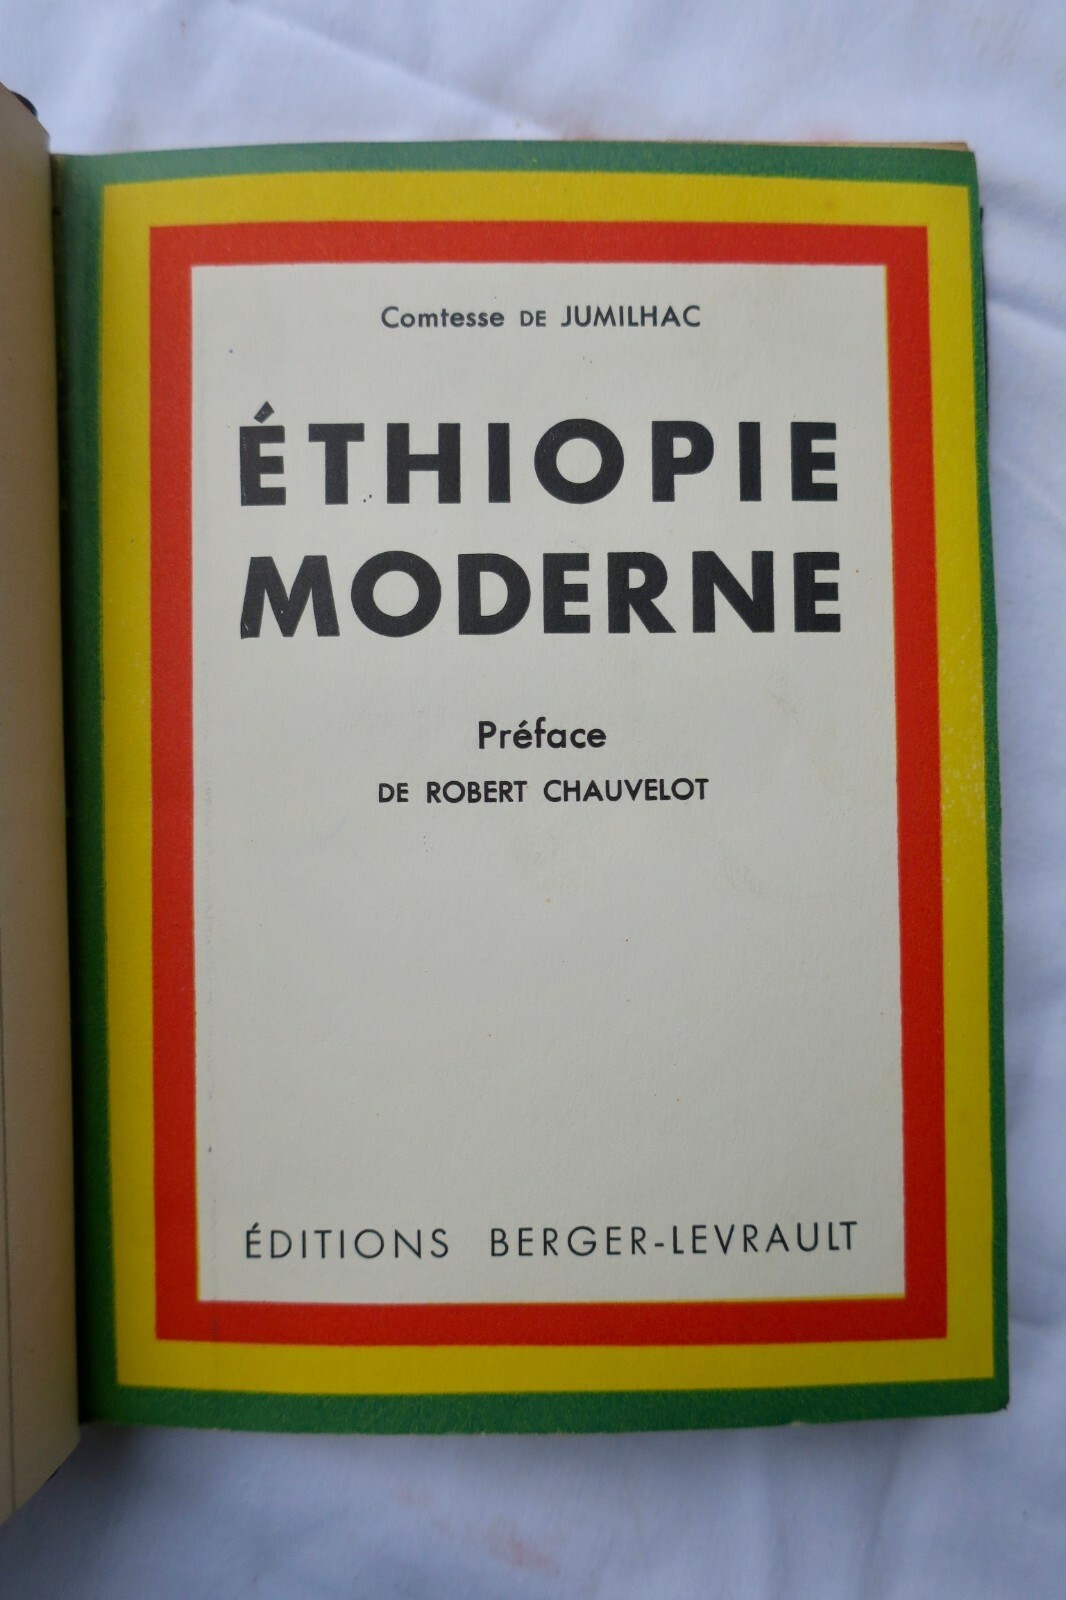 Comtesse DE JUMILHAC
ÉTHIOPIE
MODERNE
Préface
DE ROBERT CHAUVELOT
ÉDITIONS BERGER-LEVRAULT